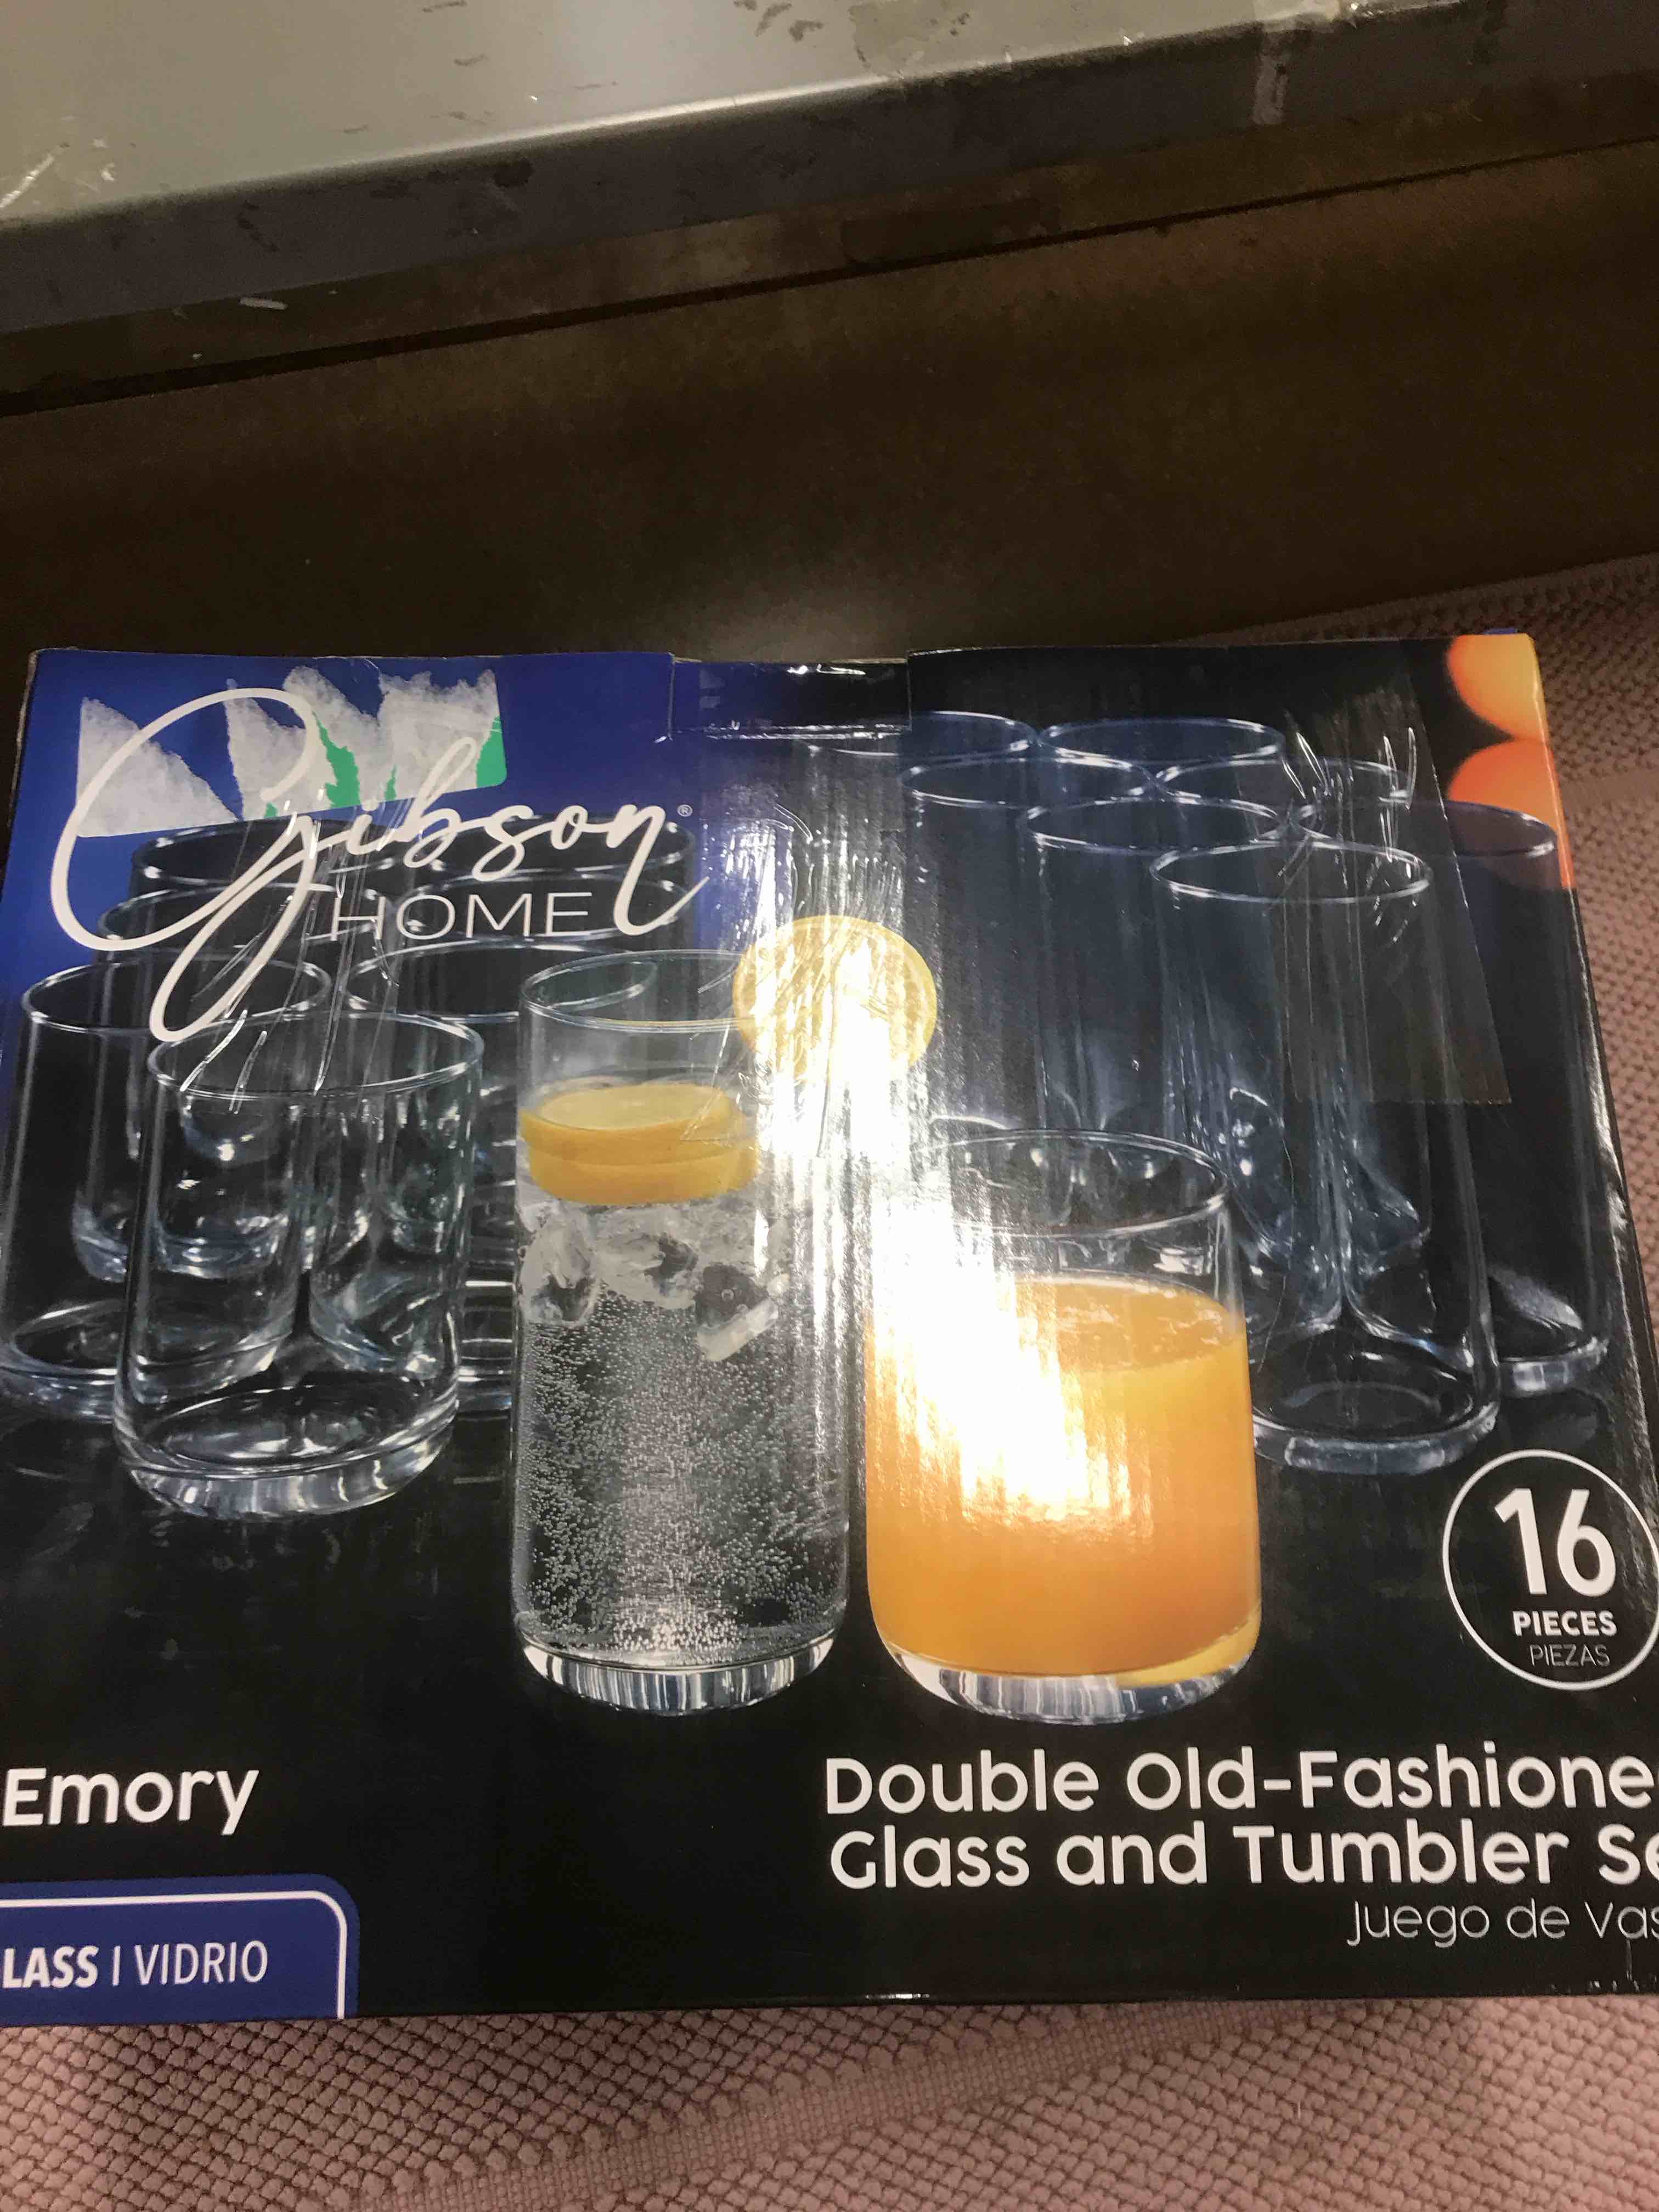 Gibson®
HOME
16
PIECES
PIEZAS
Emory
Double Old-Fashione
Glass and Tumbler Se
Juego de Vas
LASS | VIDRIO